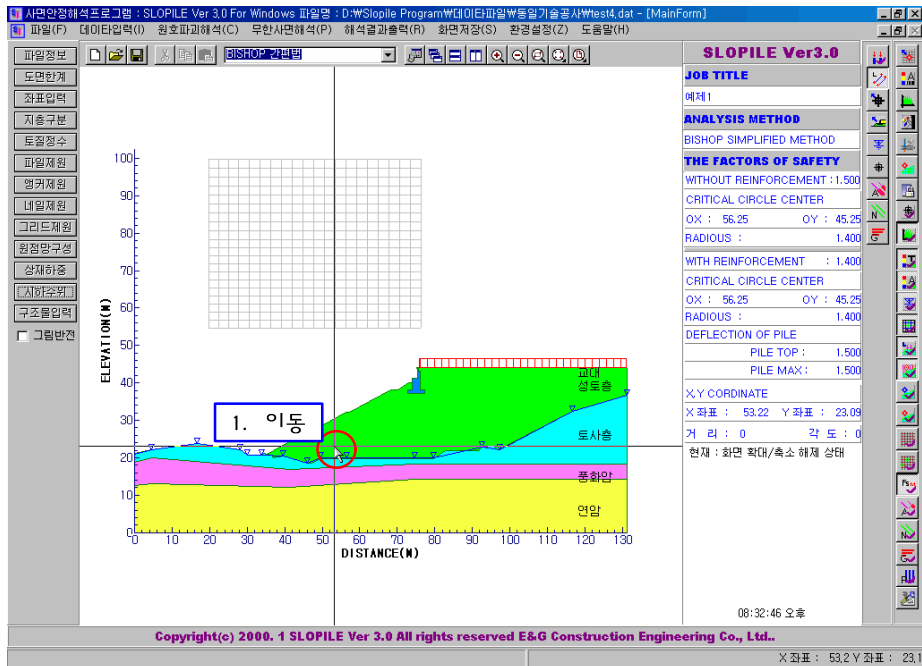 사면안정해석프로그램 : SLOPILE Ver 3.0 For Windows 파일명 : D:₩Slopile Program₩데이타파일₩동일기술공사₩test4.dat - [MainForm]
파일(F) 데이타입력(I) 원호파괴해석(C) 무한사면해석(P) 해석결과출력(R) 화면저장(S) 환경설정(Z) 도움말(H)
파일정보
도면한계
좌표입력
지층구분
토질정수
파일제원
앵커제원
네일제원
그리드제원
원점망구성
상재하중
지하수위
구조물입력
그림반전
BISHOP 간편법
ELEVATION(M)
100
90
80
70
60
50
40
30
20
10
0
0 10 20 30 40 50 60 70 80 90 100 110 120 130
DISTANCE(M)
1. 이동
교대
성토층
토사층
풍화암
연암
SLOPILE Ver3.0
JOB TITLE
예제1
ANALYSIS METHOD
BISHOP SIMPLIFIED METHOD
THE FACTORS OF SAFETY
WITHOUT REINFORCEMENT : 1.500
CRITICAL CIRCLE CENTER
OX : 56.25 OY : 45.25
RADIOUS : 1.400
WITH REINFORCEMENT : 1.400
CRITICAL CIRCLE CENTER
OX : 56.25 OY : 45.25
RADIOUS : 1.400
DEFLECTION OF PILE
PILE TOP : 1.500
PILE MAX : 1.500
X,Y CORDINATE
X 좌표 : 53.22 Y 좌표 : 23.09
거 리 : 0 각 도 : 0
현재 : 화면 확대/축소 해제 상태
08:32:46 오후
Copyright(c) 2000. 1 SLOPILE Ver 3.0 All rights reserved E&G Construction Engineering Co., Ltd..
X 좌표 : 53,2 Y 좌표 : 23,1